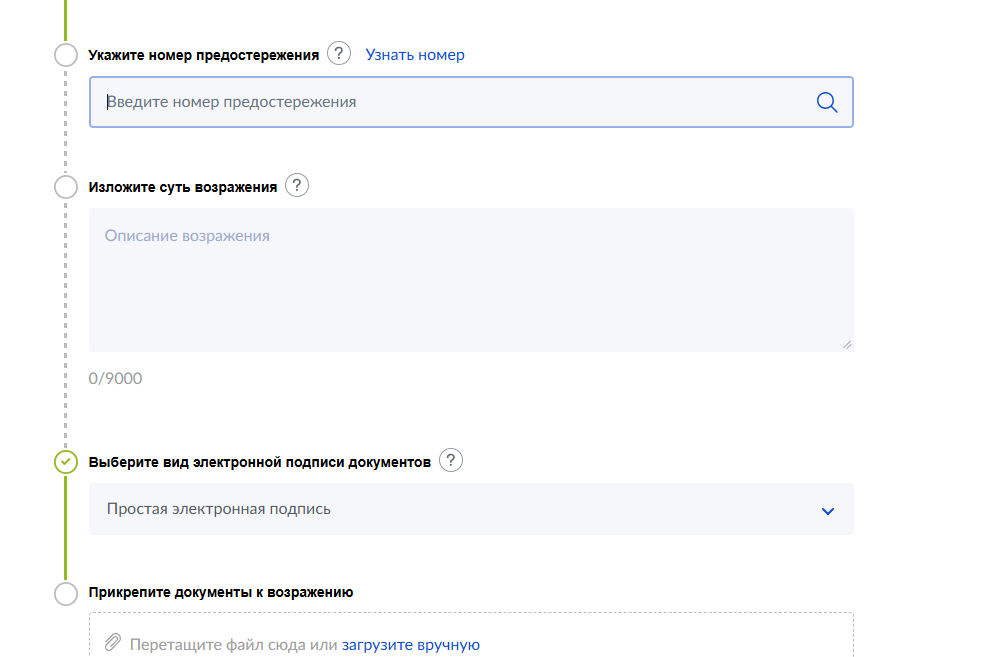 Укажите номер предостережения ? Узнать номер
Введите номер предостережения
Изложите суть возражения ?
Описание возражения
0/9000
Выберите вид электронной подписи документов ?
Простая электронная подпись
Прикрепите документы к возражению
Перетащите файл сюда или загрузите вручную